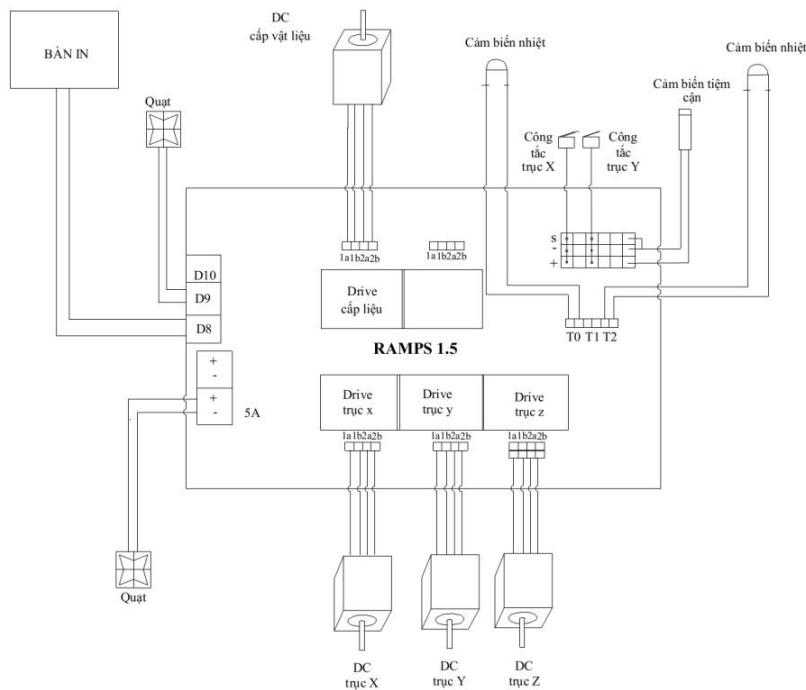 DC
cấp vật liệu
BÀN IN
Cảm biến nhiệt
Cảm biến nhiệt
Cảm biến tiệm
cận
Quạt
Công
tắc
trục X
Công
tắc
trục Y
S
-
+
1a1b2a2b
1a1b2a2b
D10
D9
D8
Drive
cấp liệu
T0 T1 T2
RAMPS 1.5
+
-
+
-
5A
Drive
trục x
Drive
trục y
Drive
trục z
1a1b2a2b
1a1b2a2b
1a1b2a2b
Quạt
DC
trục X
DC
trục Y
DC
trục Z